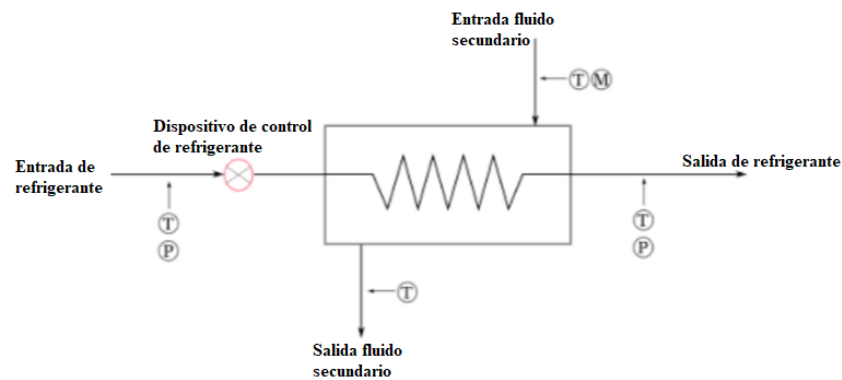 Entrada fluido
secundario
T M
Dispositivo de control
de refrigerante
Entrada de
refrigerante
Salida de refrigerante
T
P
T
P
T
Salida fluido
secundario